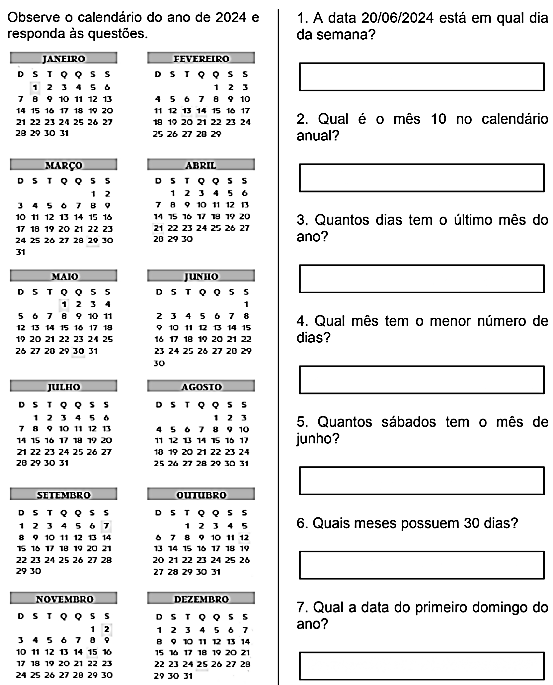 Observe o calendário do ano de 2024 e
responda às questões.
JANEIRO
D S T Q Q S S
1 2 3 4 5 6
7 8 9 10 11 12 13
14 15 16 17 18 19 20
21 22 23 24 25 26 27
28 29 30 31
FEVEREIRO
D S T Q Q S S
1 2 3
4 5 6 7 8 9 10
11 12 13 14 15 16 17
18 19 20 21 22 23 24
25 26 27 28 29
MARÇO
D S T Q Q S S
1 2
3 4 5 6 7 8 9
10 11 12 13 14 15 16
17 18 19 20 21 22 23
24 25 26 27 28 29 30
31
ABRIL
D S T Q Q S S
1 2 3 4 5 6
7 8 9 10 11 12 13
14 15 16 17 18 19 20
21 22 23 24 25 26 27
28 29 30
MAIO
D S T Q Q S S
1 2 3 4
5 6 7 8 9 10 11
12 13 14 15 16 17 18
19 20 21 22 23 24 25
26 27 28 29 30 31
JUNHO
D S T Q Q S S
1
2 3 4 5 6 7 8
9 10 11 12 13 14 15
16 17 18 19 20 21 22
23 24 25 26 27 28 29
30
JULHO
D S T Q Q S S
1 2 3 4 5 6
7 8 9 10 11 12 13
14 15 16 17 18 19 20
21 22 23 24 25 26 27
28 29 30 31
AGOSTO
D S T Q Q S S
1 2 3
4 5 6 7 8 9 10
11 12 13 14 15 16 17
18 19 20 21 22 23 24
25 26 27 28 29 30 31
SETEMBRO
D S T Q Q S S
1 2 3 4 5 6 7
8 9 10 11 12 13 14
15 16 17 18 19 20 21
22 23 24 25 26 27 28
29 30
OUTUBRO
D S T Q Q S S
1 2 3 4 5
6 7 8 9 10 11 12
13 14 15 16 17 18 19
20 21 22 23 24 25 26
27 28 29 30 31
NOVEMBRO
D S T Q Q S S
1 2
3 4 5 6 7 8 9
10 11 12 13 14 15 16
17 18 19 20 21 22 23
24 25 26 27 28 29 30
DEZEMBRO
D S T Q Q S S
1 2 3 4 5 6 7
8 9 10 11 12 13 14
15 16 17 18 19 20 21
22 23 24 25 26 27 28
29 30 31
1. A data 20/06/2024 está em qual dia
da semana?
2. Qual é o mês 10 no calendário
anual?
3. Quantos dias tem o último mês do
ano?
4. Qual mês tem o menor número de
dias?
5. Quantos sábados tem o mês de
junho?
6. Quais meses possuem 30 dias?
7. Qual a data do primeiro domingo do
ano?